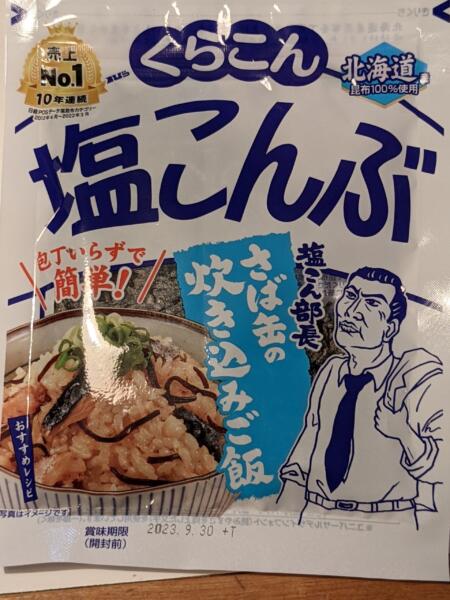 売上
No.1
10年連続
くらこん
北海道産
昆布100%使用
塩こんぶ
包丁いらずで
簡単!
さば缶の
炊き込みご飯
塩こん部長
おすすめレシピ
写真はイメージです
賞味期限
(開封前)
2023.9.30 +T